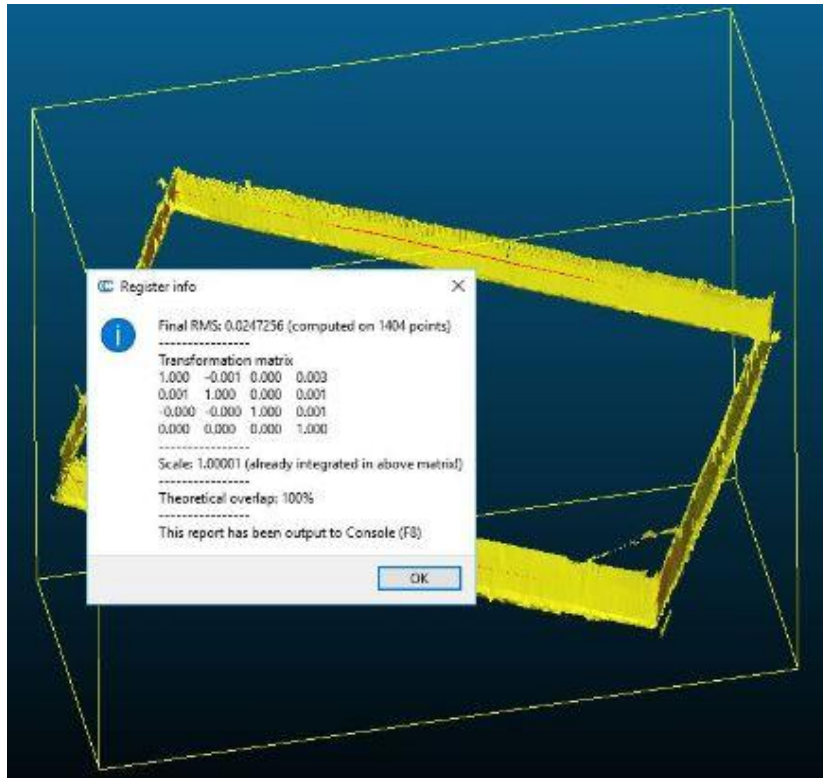 Register info
Final RMS: 0.0247256 (computed on 1404 points)
----------------
Transformation matrix
1.000 -0.001 0.000 0.003
0.001 1.000 0.000 0.001
-0.000 -0.000 1.000 0.001
0.000 0.000 0.000 1.000
----------------
Scale: 1.00001 (already integrated in above matrix!)
----------------
Theoretical overlap: 100%
----------------
This report has been output to Console (F8)
OK